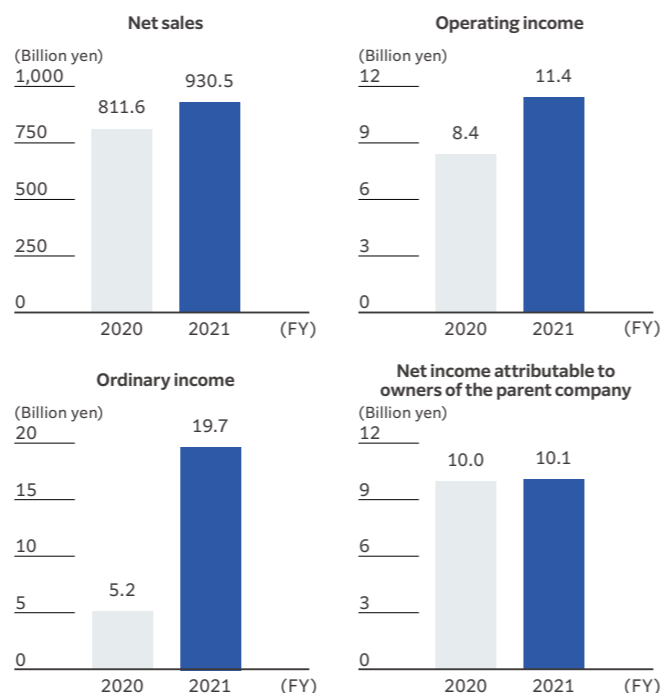 Net sales
(Billion yen)
1,000
750
500
250
0
811.6
930.5
2020
2021
(FY)
Operating income
(Billion yen)
12
9
6
3
0
8.4
11.4
2020
2021
(FY)
Ordinary income
(Billion yen)
20
15
10
5
0
5.2
19.7
2020
2021
(FY)
Net income attributable to
owners of the parent company
(Billion yen)
12
9
6
3
0
10.0
10.1
2020
2021
(FY)